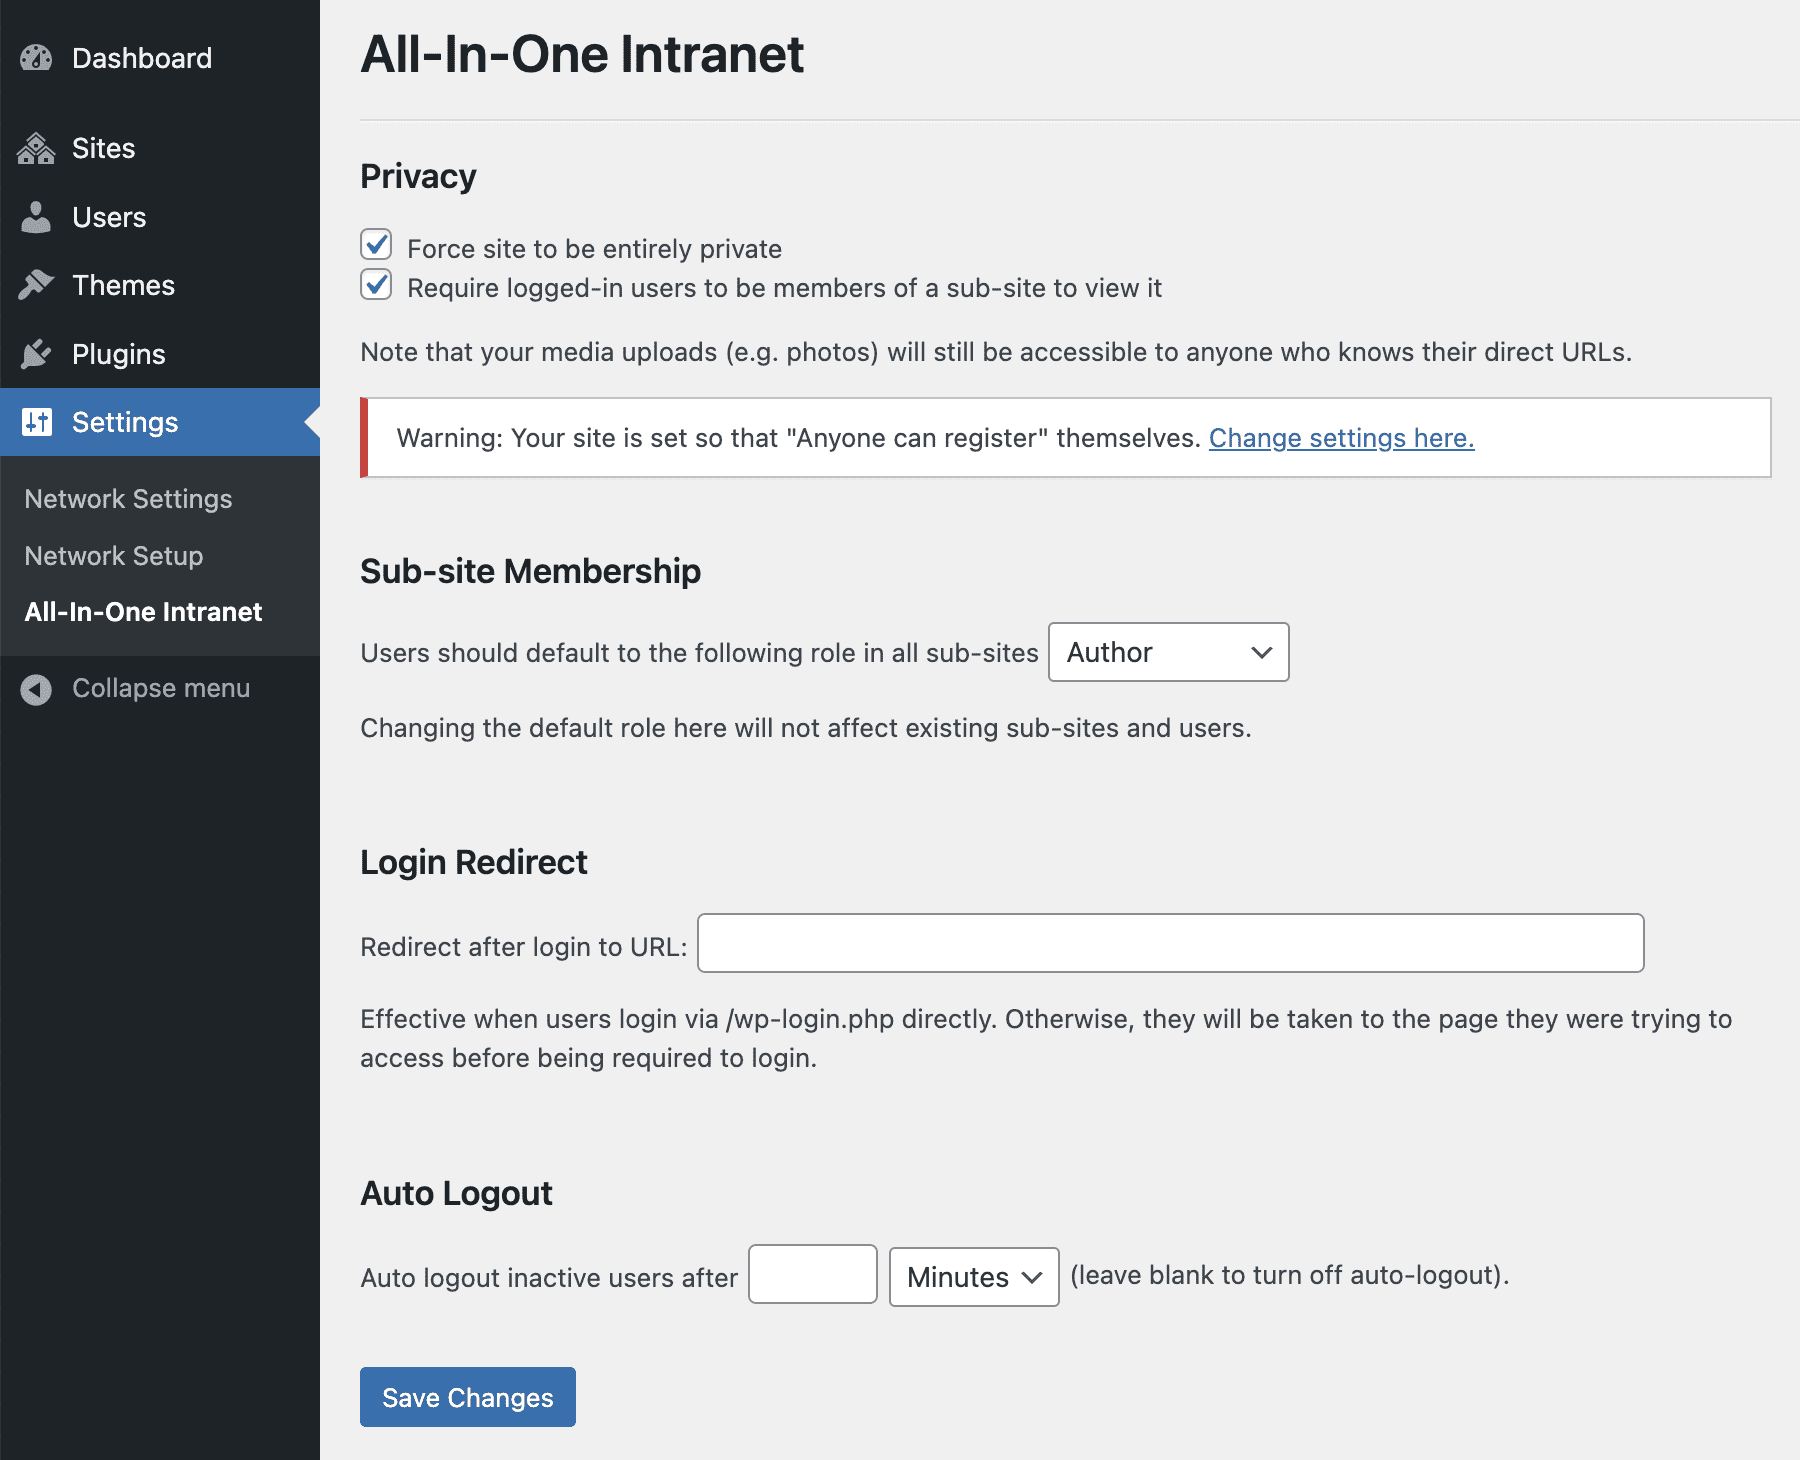 Dashboard
Sites
Users
Themes
Plugins
Settings
Network Settings
Network Setup
All-In-One Intranet
Collapse menu
All-In-One Intranet
Privacy
Force site to be entirely private
Require logged-in users to be members of a sub-site to view it
Note that your media uploads (e.g. photos) will still be accessible to anyone who knows their direct URLs.
Warning: Your site is set so that "Anyone can register" themselves. Change settings here.
Sub-site Membership
Users should default to the following role in all sub-sites Author
Changing the default role here will not affect existing sub-sites and users.
Login Redirect
Redirect after login to URL:
Effective when users login via /wp-login.php directly. Otherwise, they will be taken to the page they were trying to
access before being required to login.
Auto Logout
Auto logout inactive users after Minutes (leave blank to turn off auto-logout).
Save Changes